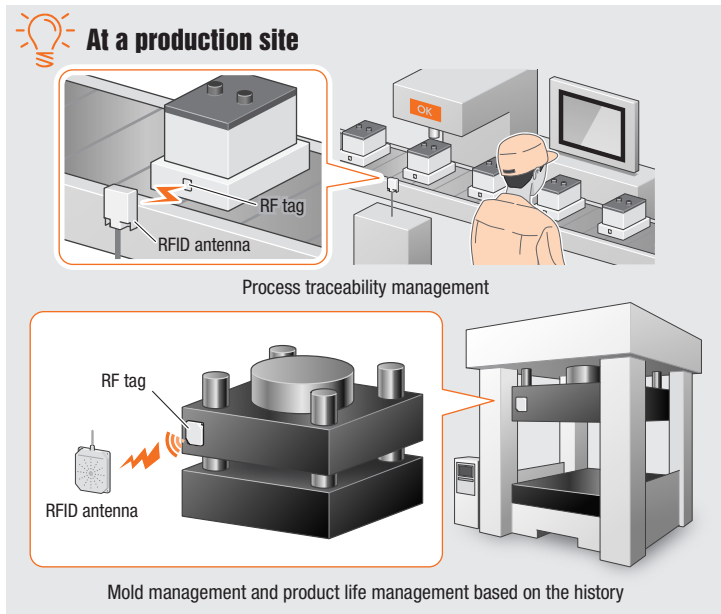 At a production site
OK
RF tag
RFID antenna
Process traceability management
RF tag
RFID antenna
Mold management and product life management based on the history